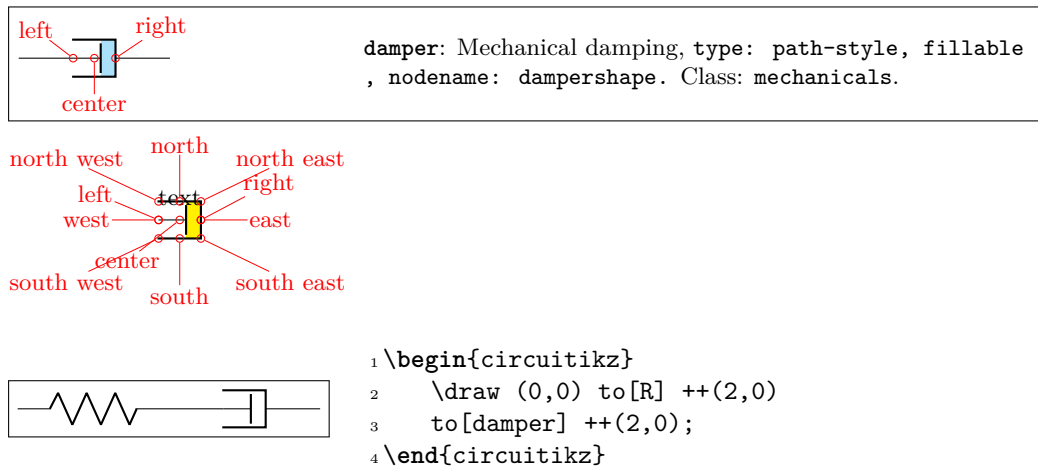 left
right
center
damper: Mechanical damping, type: path-style, fillable
, nodename: dampershape. Class: mechanicals.
north west
north
north east
text
right
left
west
east
center
south west
south
south east
1 \begin{circuitikz}
2 \draw (0,0) to[R] ++(2,0)
3 to[damper] ++(2,0);
4 \end{circuitikz}